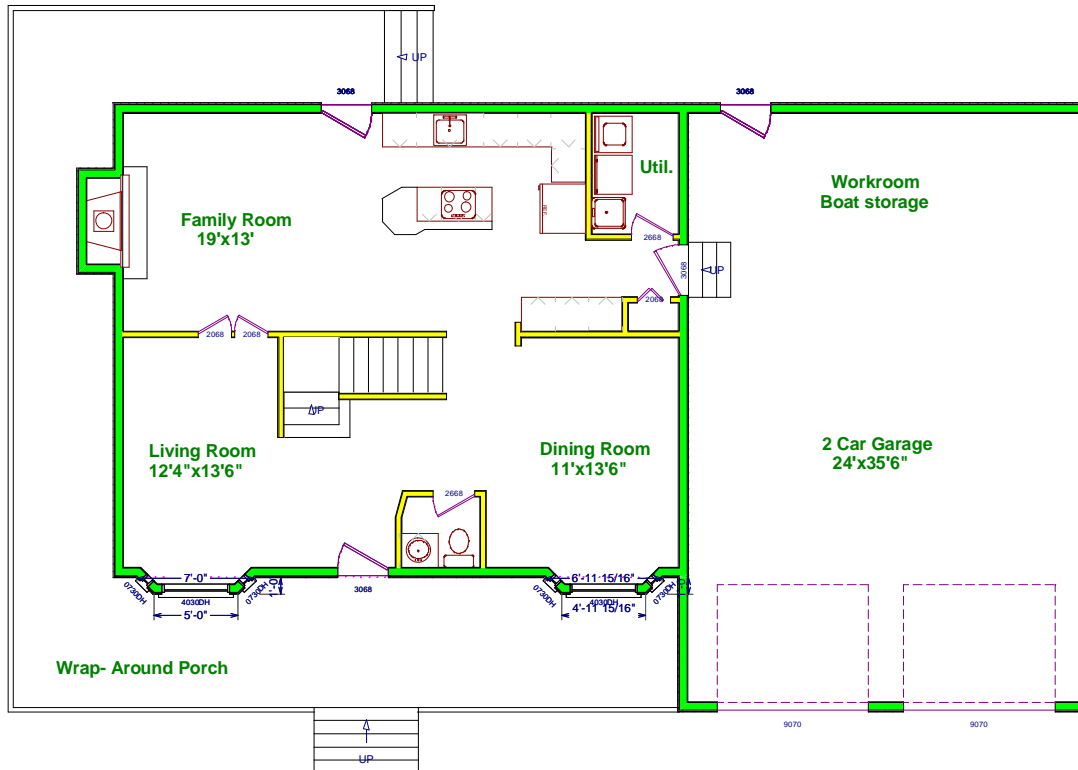 UP
3068
3068
Util.
Workroom
Boat storage
Family Room
19'x13'
REF
2668
3068
UP
2068
2068
2068
UP
Living Room
12'4"x13'6"
Dining Room
11'x13'6"
2 Car Garage
24'x35'6"
2668
7'-0"
0730DH
4030DH
0730DH
1'-0"
5'-0"
3068
6'-11 15/16"
0730DH
4030DH
0730DH
4'-11 15/16"
Wrap- Around Porch
9070
9070
UP